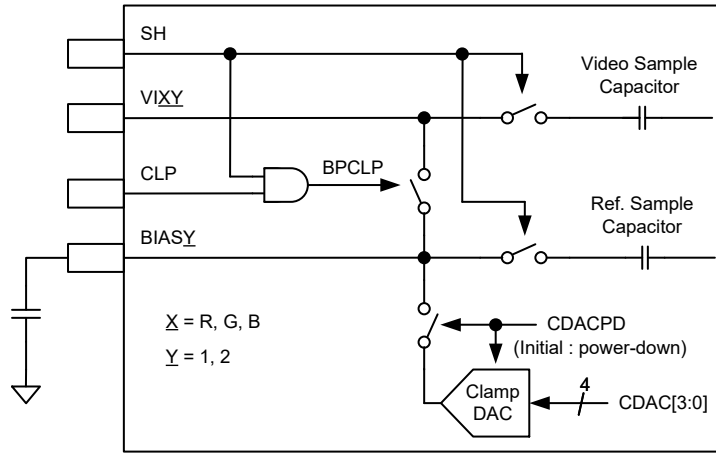 SH
Video Sample
Capacitor
VIXY
CLP
BPCLP
Ref. Sample
Capacitor
BIASY
X = R, G, B
Y = 1, 2
CDACPD
(Initial : power-down)
Clamp
DAC
4
CDAC[3:0]